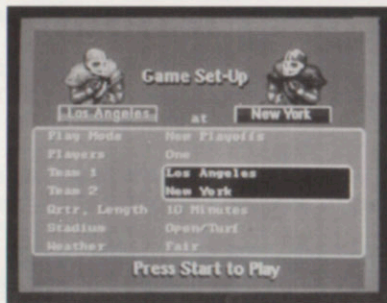 Game Set-Up
Los Angeles at New York
Play Mode New Playoffs
Players One
Team 1 Los Angeles
Team 2 New York
Qrtr. Length 10 Minutes
Stadium Open/Turf
Weather Fair
Press Start to Play